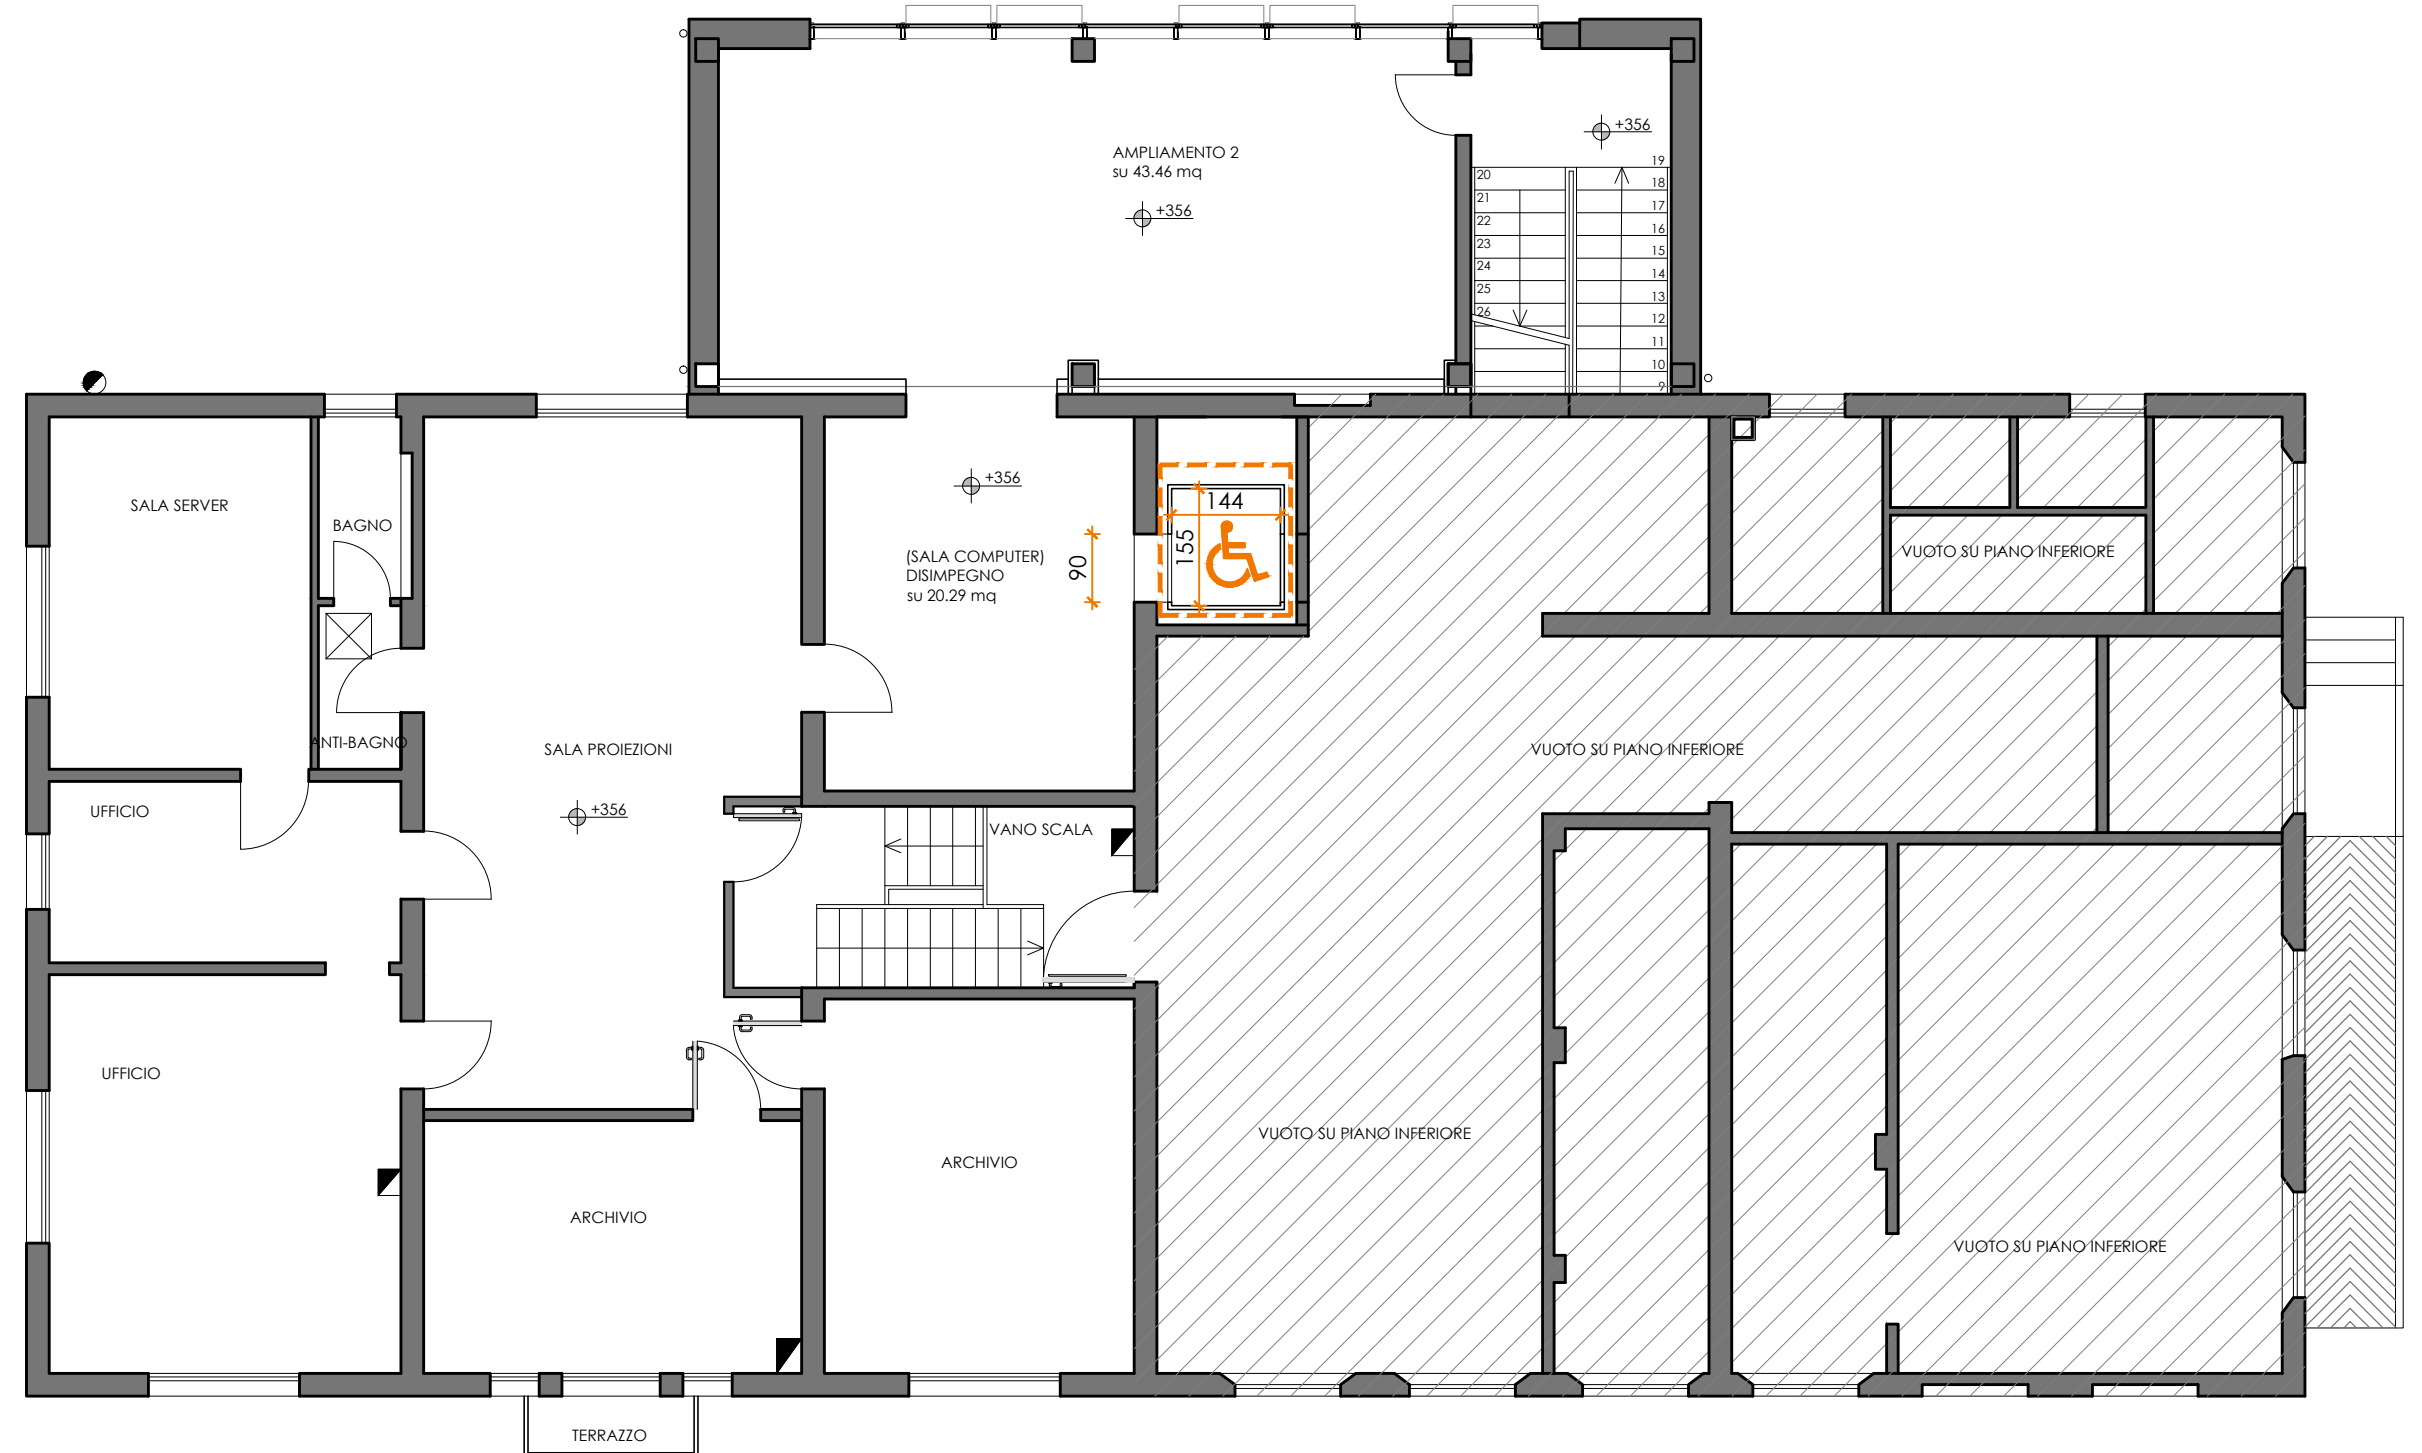 AMPLIAMENTO 2
su 43.46 mq
+356
+356
19
18
17
16
15
14
13
12
11
10
9
20
21
22
23
24
25
26
SALA SERVER
BAGNO
+356
(SALA COMPUTER)
DISIMPEGNO
su 20.29 mq
90
144
155
VUOTO SU PIANO INFERIORE
ANTI-BAGNO
SALA PROIEZIONI
+356
VUOTO SU PIANO INFERIORE
UFFICIO
VANO SCALA
UFFICIO
VUOTO SU PIANO INFERIORE
ARCHIVIO
ARCHIVIO
VUOTO SU PIANO INFERIORE
TERRAZZO